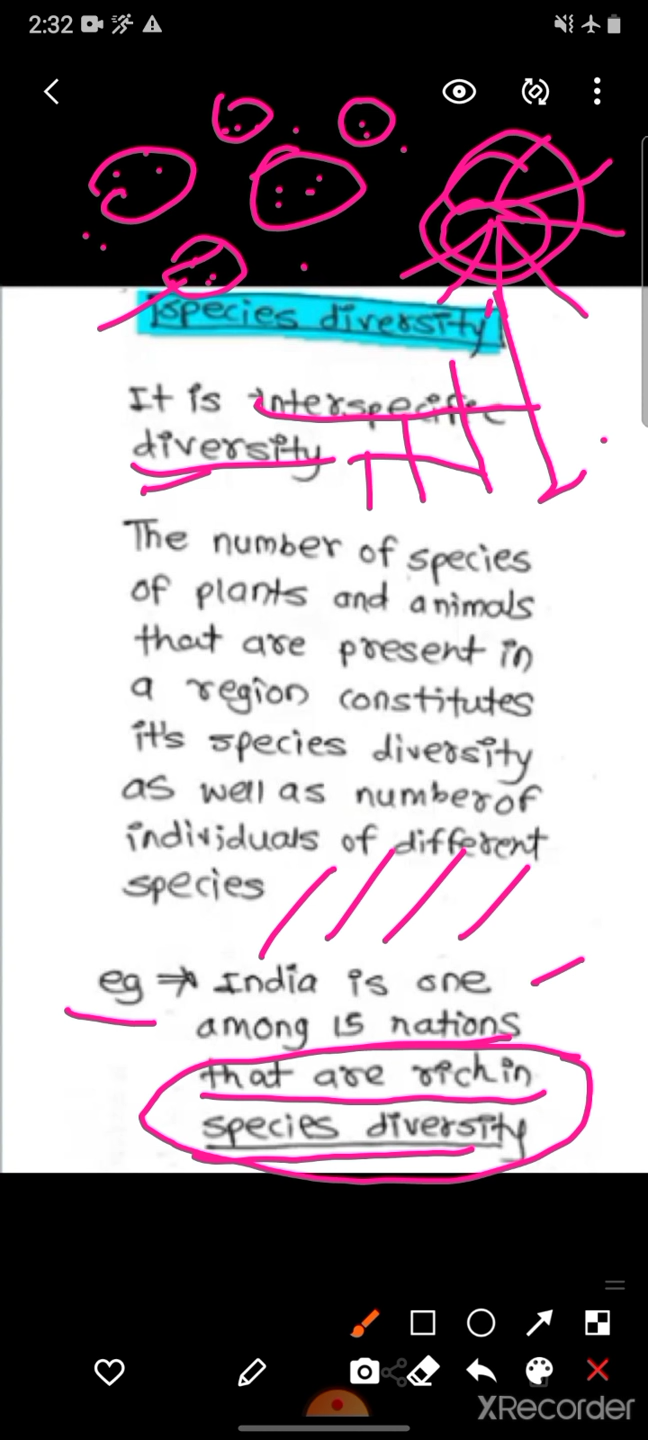 2:32
species diversity
It is interspecific
diversity
The number of species
of plants and animals
that are present in
a region constitutes
it's species diversity
as well as number of
individuals of different
species
eg ⇒ India is one
among 15 nations
that are rich in
species diversity
XRecorder